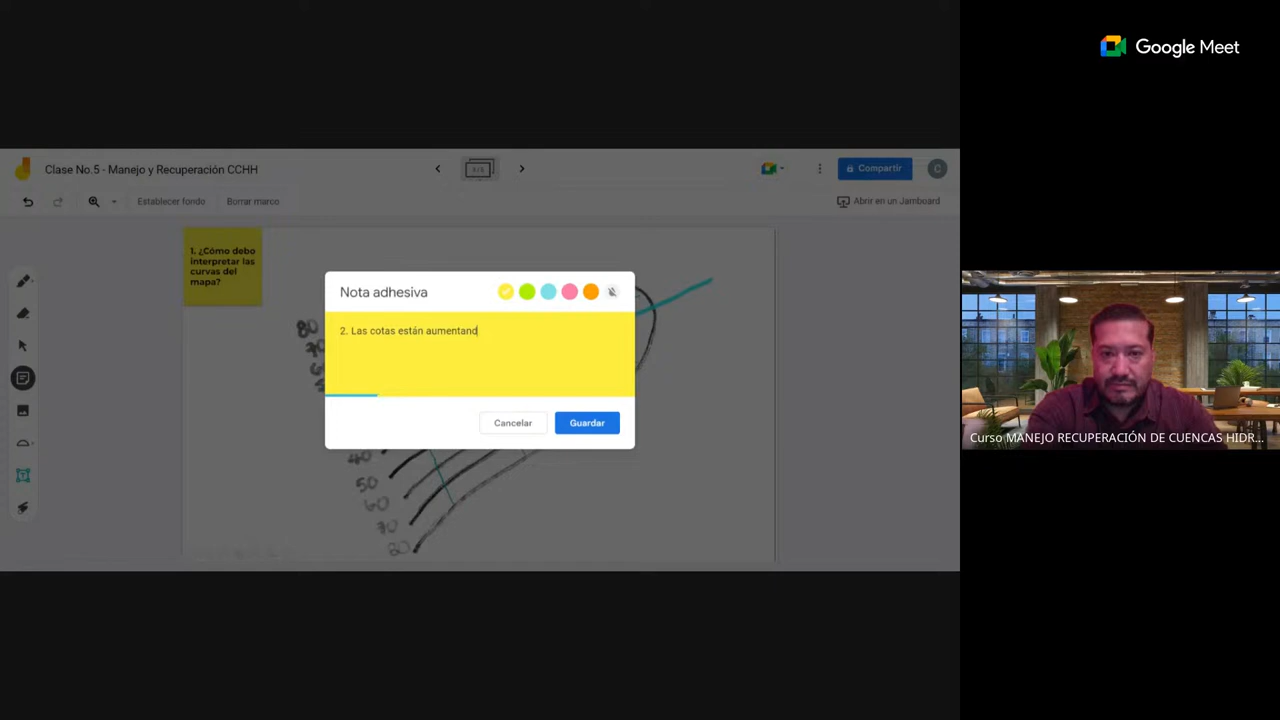 Google Meet
Clase No.5 - Manejo y Recuperación CCHH
Compartir
C
Establecer fondo
Borrar marco
Abrir en un Jamboard
1. ¿Cómo debo
interpretar las
curvas del
mapa?
Nota adhesiva
2. Las cotas están aumentand
Cancelar
Guardar
80
50
60
70
80
Curso MANEJO RECUPERACIÓN DE CUENCAS HIDR...